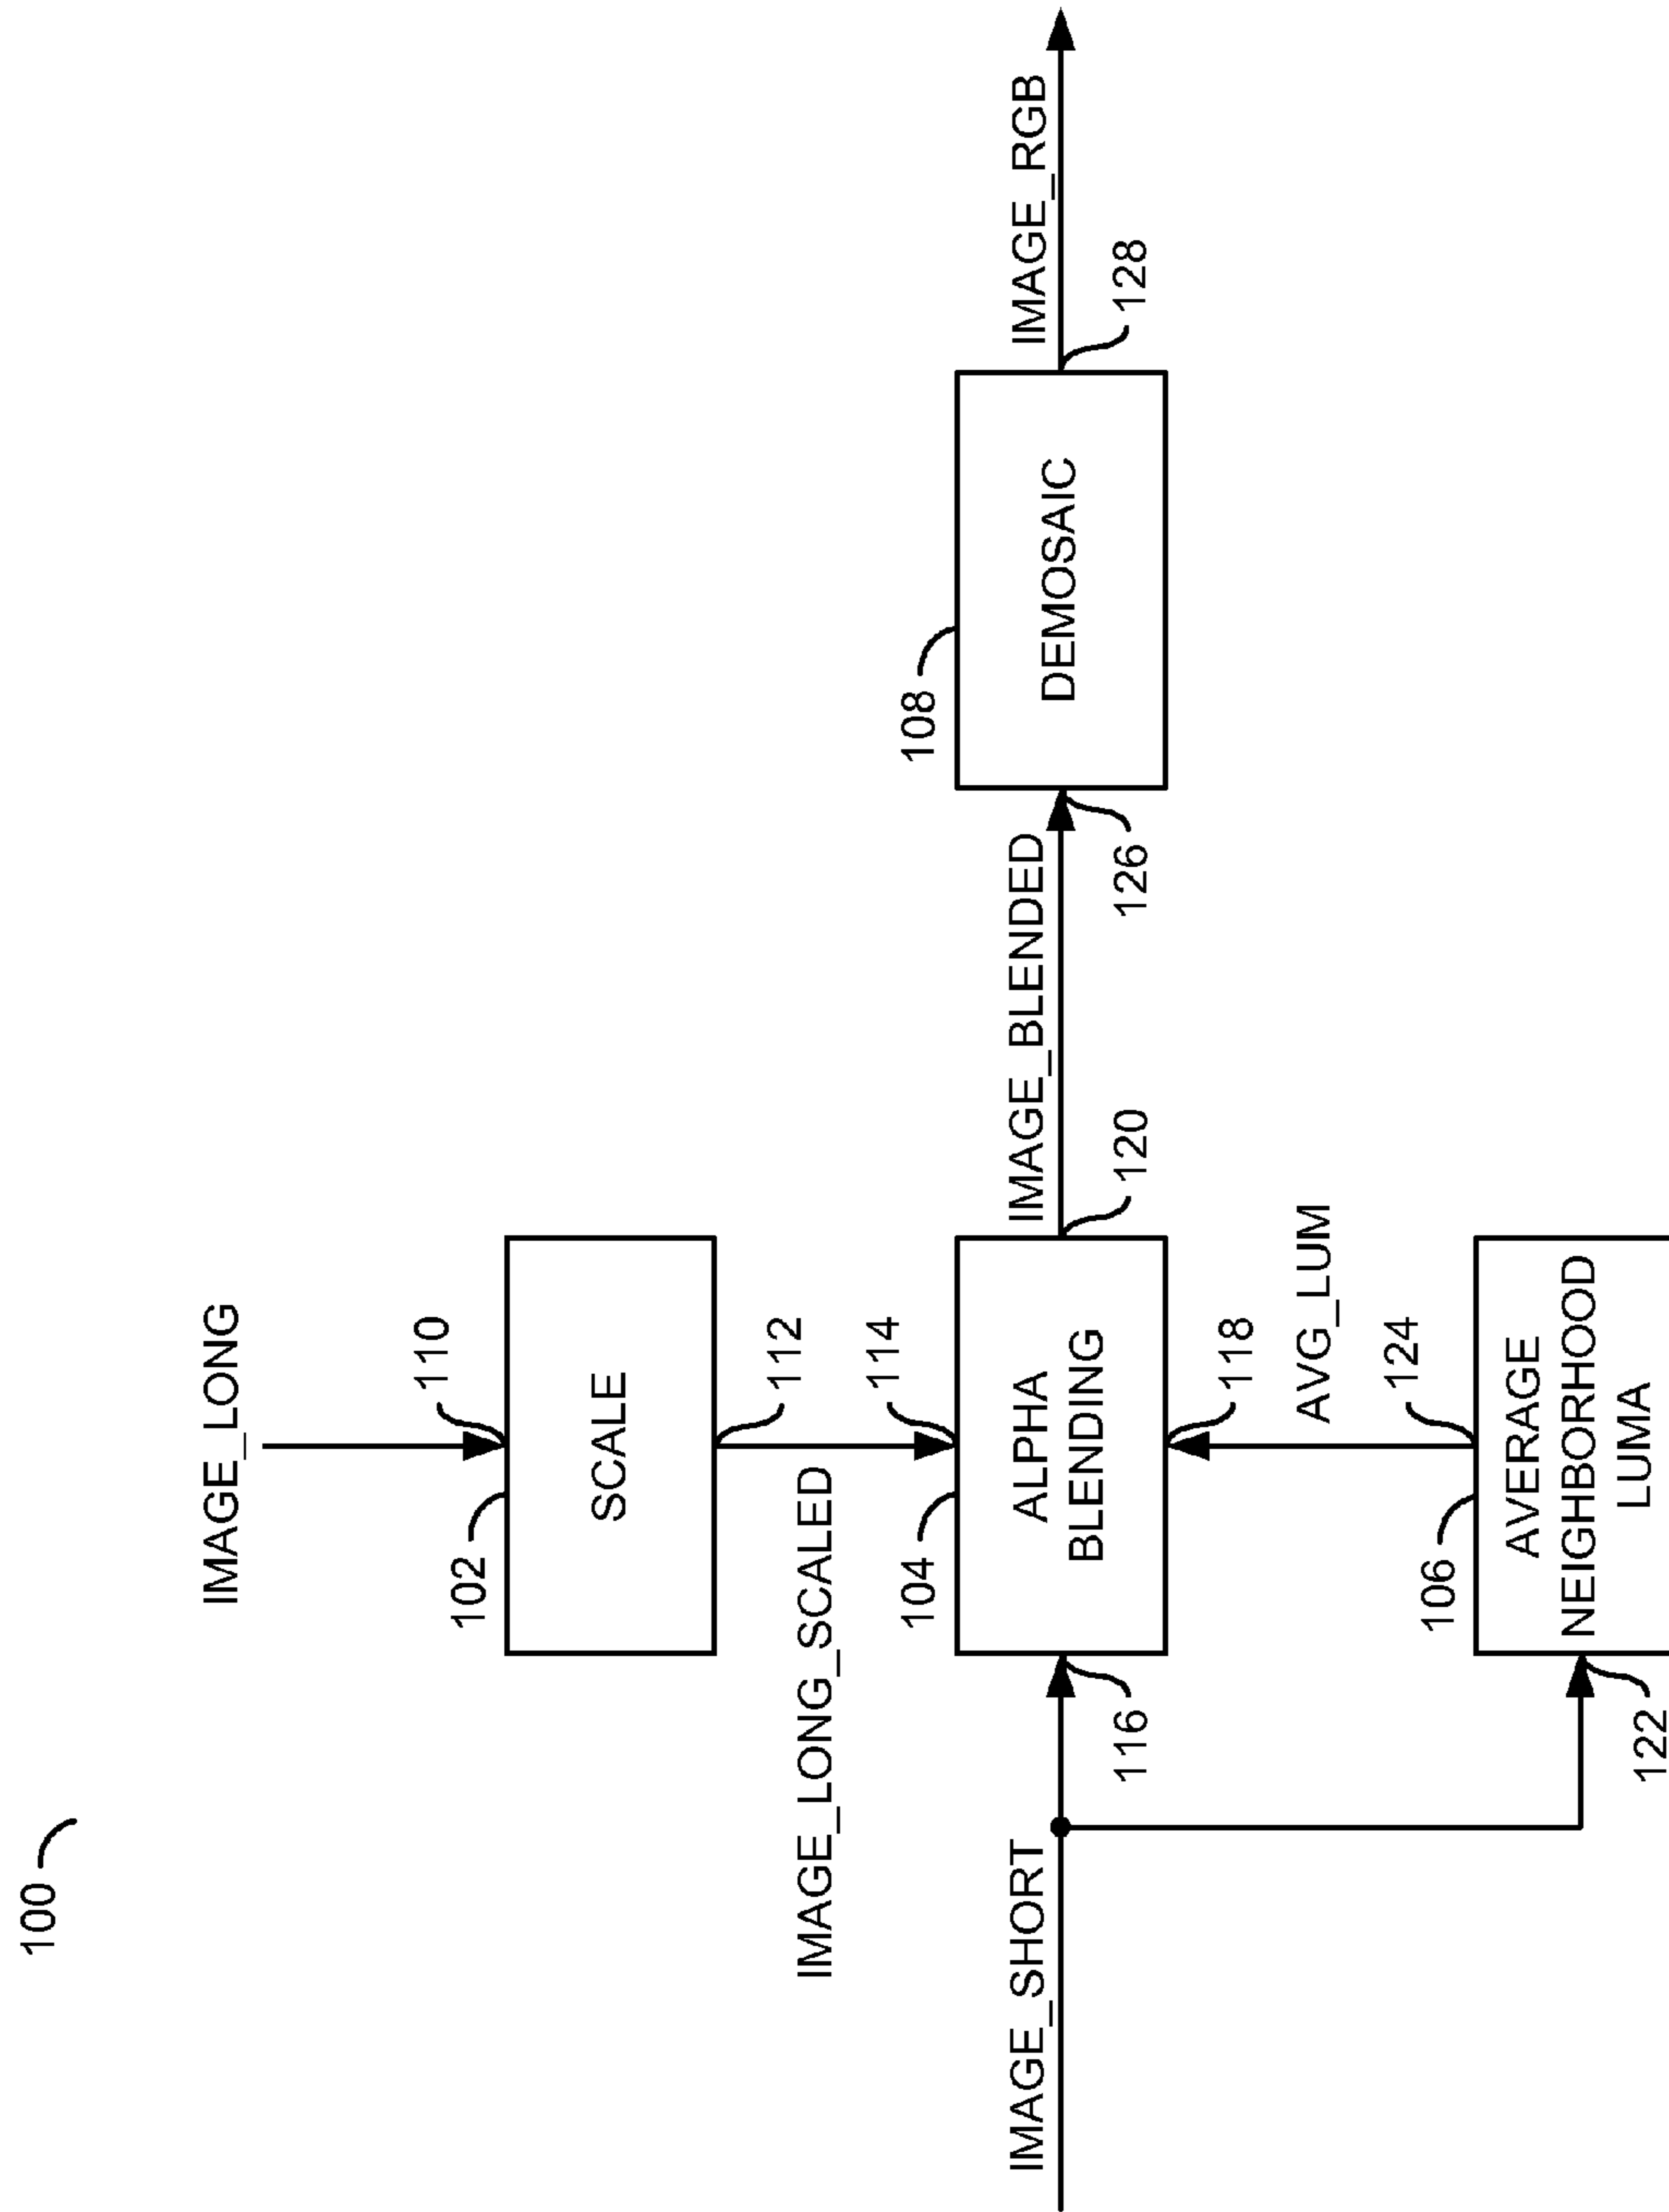 100
IMAGE_LONG
110
102
SCALE
112
IMAGE_LONG_SCALED
114
104
ALPHA
BLENDING
IMAGE_SHORT
116
118
120
IMAGE_BLENDED
AVG_LUM
124
106
AVERAGE
NEIGHBORHOOD
LUMA
122
108
DEMOSAIC
126
128
IMAGE_RGB